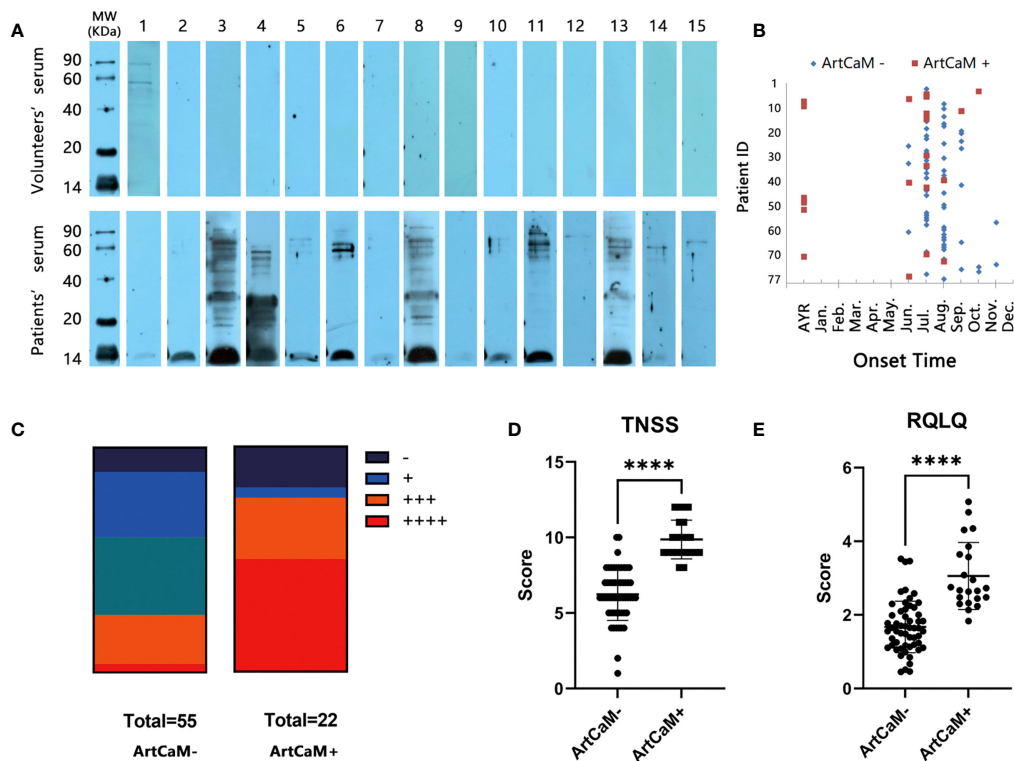 A
MW
(KDa)
1 2 3 4 5 6 7 8 9 10 11 12 13 14 15
Volunteers' serum
90
60
40
20
14
Patients' serum
90
60
40
20
14
B
ArtCaM - ArtCaM +
Patient ID
1
10
20
30
40
50
60
70
77
AYR Jan. Feb. Mar. Apr. May. Jun. Jul. Aug. Sep. Oct. Nov. Dec.
Onset Time
C
-
+
+++
++++
Total=55 Total=22
ArtCaM- ArtCaM+
D
TNSS
****
Score
15
10
5
0
ArtCaM- ArtCaM+
E
RQLQ
****
Score
6
4
2
0
ArtCaM- ArtCaM+